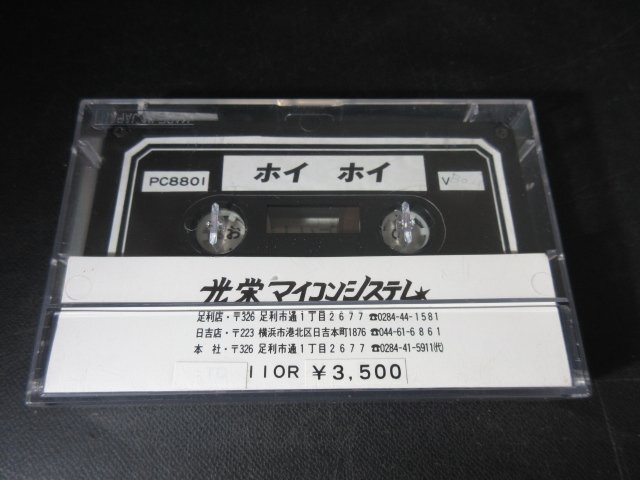 MADE IN JAPAN
PC8801
ホイ ホイ
V
光栄マイコンシステム
足利店・〒326 足利市通1丁目2677 ☎0284-44-1581
日吉店・〒223 横浜市港北区日吉本町1876 ☎044-61-6861
本 社・〒326 足利市通1丁目2677 ☎0284-41-5911(代)
110R ¥3,500